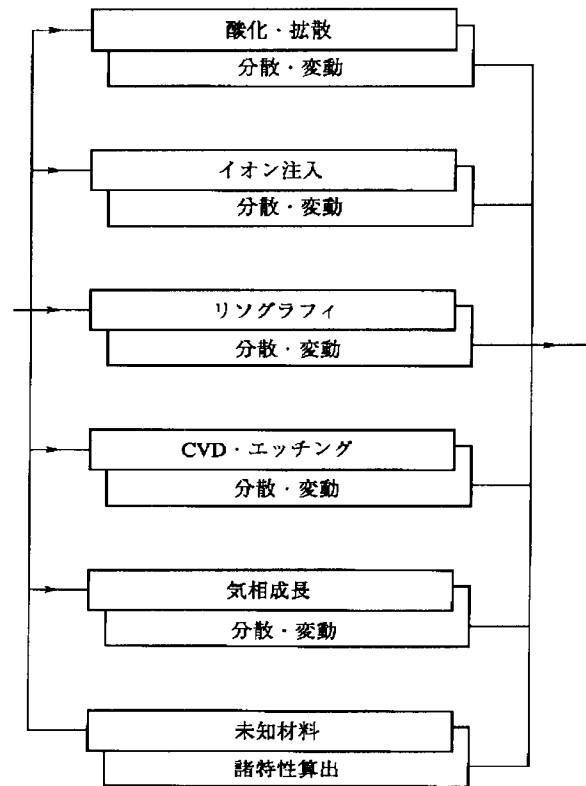 酸化・拡散
分散・変動
イオン注入
分散・変動
リソグラフィ
分散・変動
CVD・エッチング
分散・変動
気相成長
分散・変動
未知材料
諸特性算出